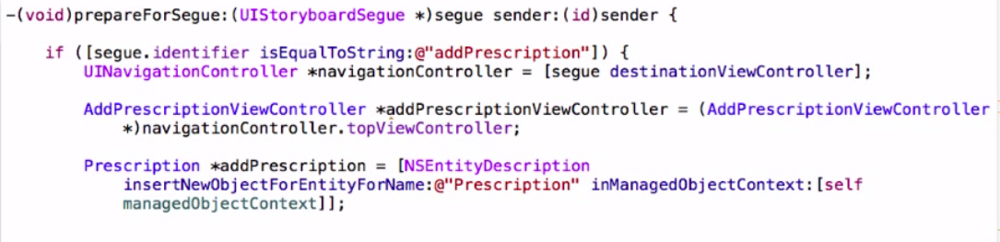 -(void)prepareForSegue:(UIStoryboardSegue *)segue sender:(id)sender {
if ([segue.identifier isEqualToString:@"addPrescription"]) {
UINavigationController *navigationController = [segue destinationViewController];
AddPrescriptionViewController *addPrescriptionViewController = (AddPrescriptionViewController
*)navigationController.topViewController;
Prescription *addPrescription = [NSEntityDescription
insertNewObjectForEntityForName:@"Prescription" inManagedObjectContext:[self
managedObjectContext]];